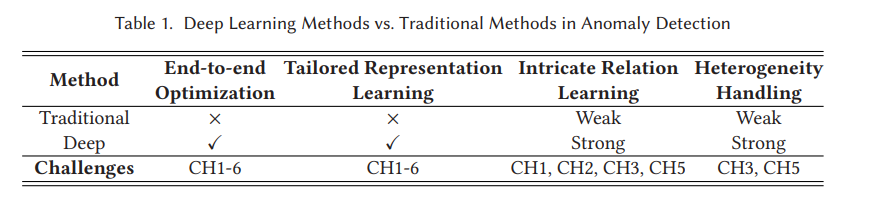 Table 1. Deep Learning Methods vs. Traditional Methods in Anomaly Detection
Method End-to-end Optimization Tailored Representation Learning Intricate Relation Learning Heterogeneity Handling
Traditional × × Weak Weak
Deep ✓ ✓ Strong Strong
Challenges CH1-6 CH1-6 CH1, CH2, CH3, CH5 CH3, CH5